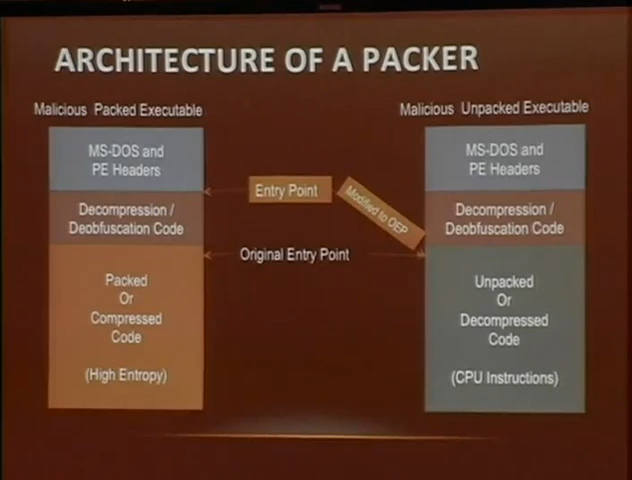 ARCHITECTURE OF A PACKER
Malicious Packed Executable
MS-DOS and
PE Headers
Decompression /
Deobfuscation Code
Packed
Or
Compressed
Code
(High Entropy)
Entry Point
Modified to OEP
Original Entry Point
Malicious Unpacked Executable
MS-DOS and
PE Headers
Decompression /
Deobfuscation Code
Unpacked
Or
Decompressed
Code
(CPU Instructions)